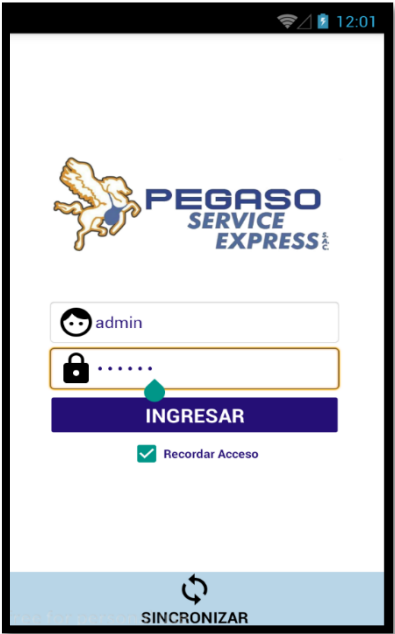 12:01
PEGASO
SERVICE
EXPRESS S.A.C.
admin
••••••
INGRESAR
Recordar Acceso
SINCRONIZAR